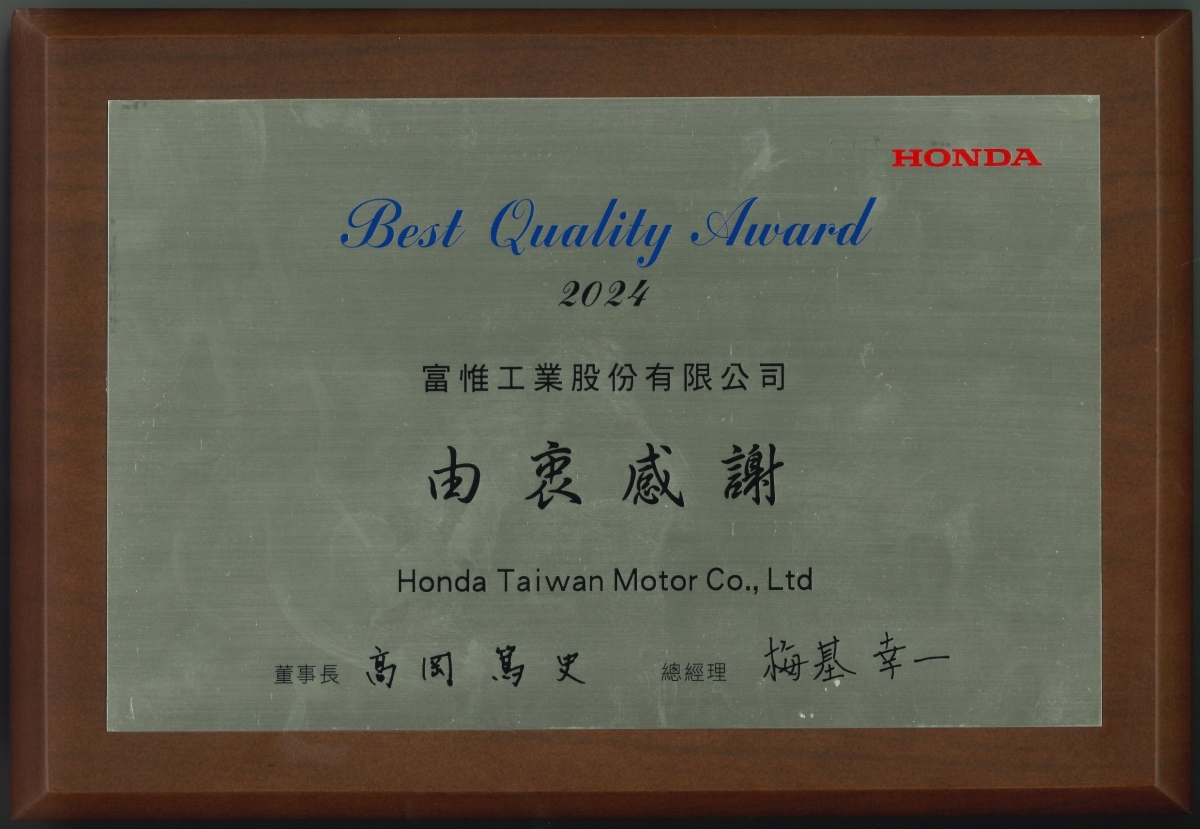 HONDA
Best Quality Award
2024
富惟工業股份有限公司
由衷感謝
Honda Taiwan Motor Co., Ltd
董事長 高岡篤史 總經理 梅基幸一